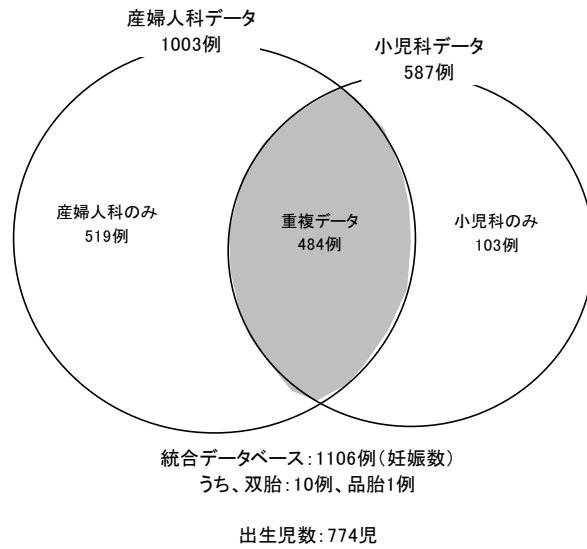 産婦人科データ
1003例
小児科データ
587例
産婦人科のみ
519例
重複データ
484例
小児科のみ
103例
統合データベース：1106例（妊娠数）
うち、双胎：10例、品胎1例
出生児数：774児